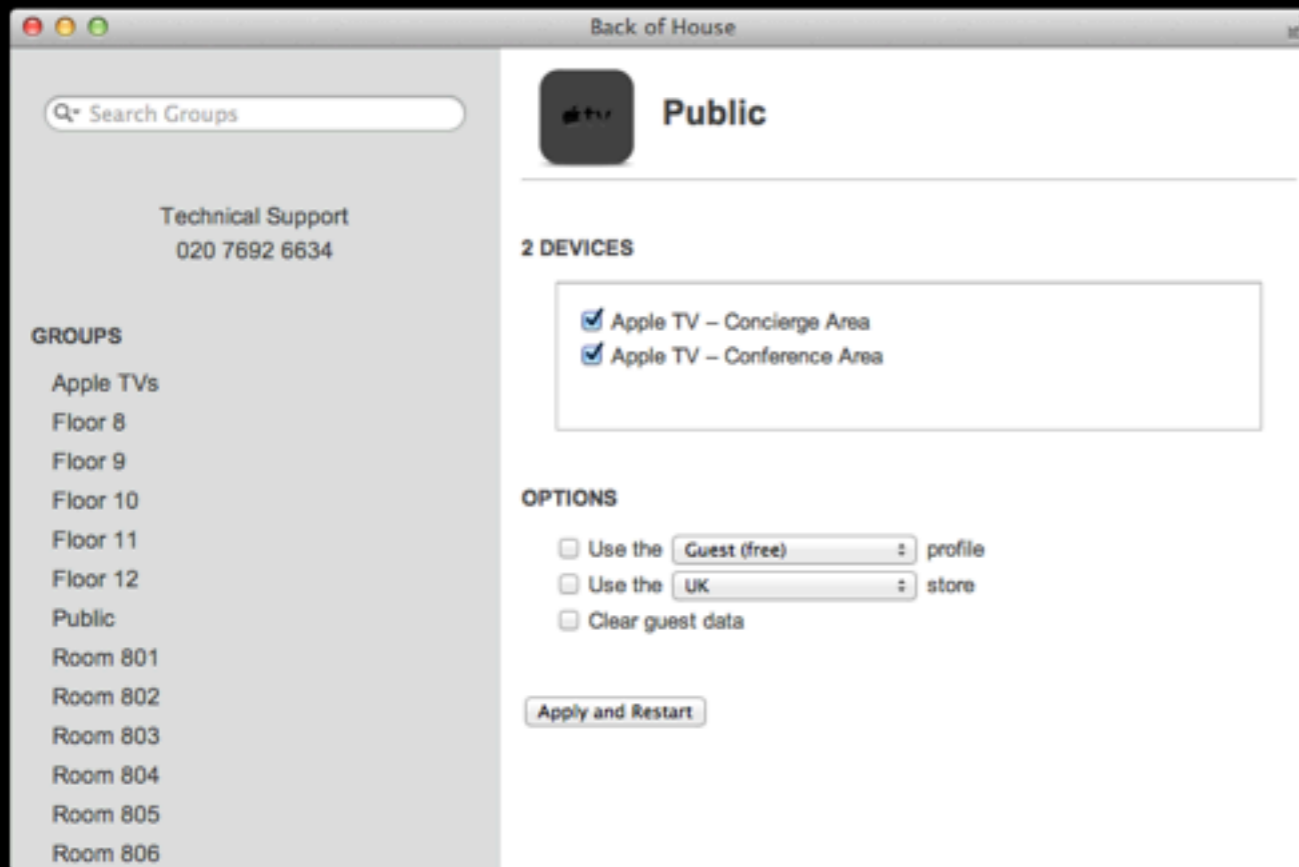 Back of House
Search Groups
Technical Support
020 7692 6634
GROUPS
Apple TVs
Floor 8
Floor 9
Floor 10
Floor 11
Floor 12
Public
Room 801
Room 802
Room 803
Room 804
Room 805
Room 806
tv
Public
2 DEVICES
Apple TV – Concierge Area
Apple TV – Conference Area
OPTIONS
Use the Guest (free) profile
Use the UK store
Clear guest data
Apply and Restart